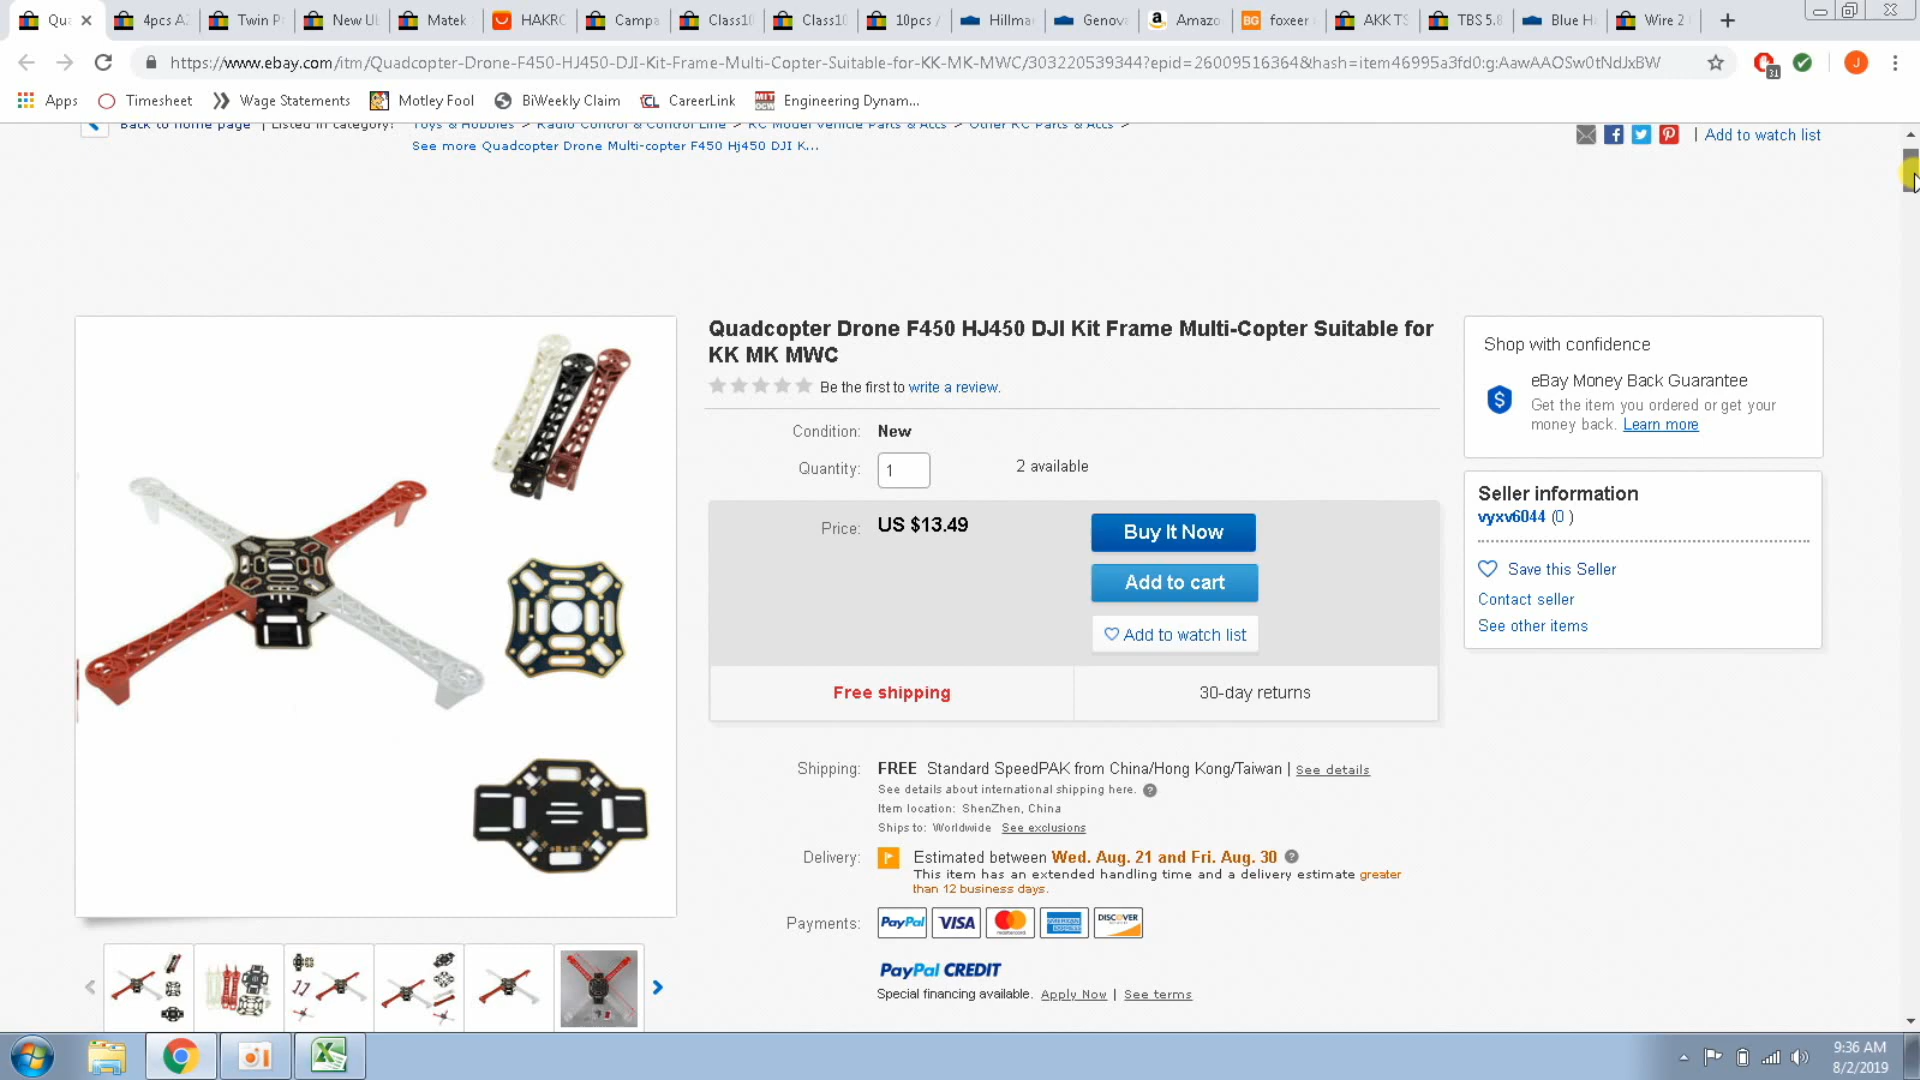 Qu
4pcs A
Twin P
New U
Matek
HAKRC
Campa
Class10
Class10
10pcs /
Hillma
Genov
Amazo
foxeer
AKK TS
TBS 5.8
Blue H
Wire 2
https://www.ebay.com/itm/Quadcopter-Drone-F450-HJ450-DJI-Kit-Frame-Multi-Copter-Suitable-for-KK-MK-MWC/303220539344?epid=26009516364&hash=item46995a3fd0:g:AawAAOSw0tNdJxBW
31
J
Apps
Timesheet
Wage Statements
Motley Fool
BiWeekly Claim
CareerLink
Engineering Dynam...
Back to home page | Listed in category: Toys & Hobbies > Radio Control & Control Line > RC Model Vehicle Parts & Accs > Other RC Parts & Accs >
See more Quadcopter Drone Multi-copter F450 Hj450 DJI K...
| Add to watch list
Quadcopter Drone F450 HJ450 DJI Kit Frame Multi-Copter Suitable for
KK MK MWC
Be the first to write a review.
Condition: New
Quantity: 1 2 available
Price: US $13.49
Buy It Now
Add to cart
Add to watch list
Free shipping
30-day returns
Shipping: FREE Standard SpeedPAK from China/Hong Kong/Taiwan | See details
See details about international shipping here.
Item location: ShenZhen, China
Ships to: Worldwide See exclusions
Delivery: Estimated between Wed. Aug. 21 and Fri. Aug. 30
This item has an extended handling time and a delivery estimate greater
than 12 business days.
Payments: PayPal VISA mastercard AMERICAN EXPRESS DISCOVER
PayPal CREDIT
Special financing available. Apply Now | See terms
Shop with confidence
eBay Money Back Guarantee
Get the item you ordered or get your
money back. Learn more
Seller information
vyxv6044 (0 )
Save this Seller
Contact seller
See other items
9:36 AM
8/2/2019